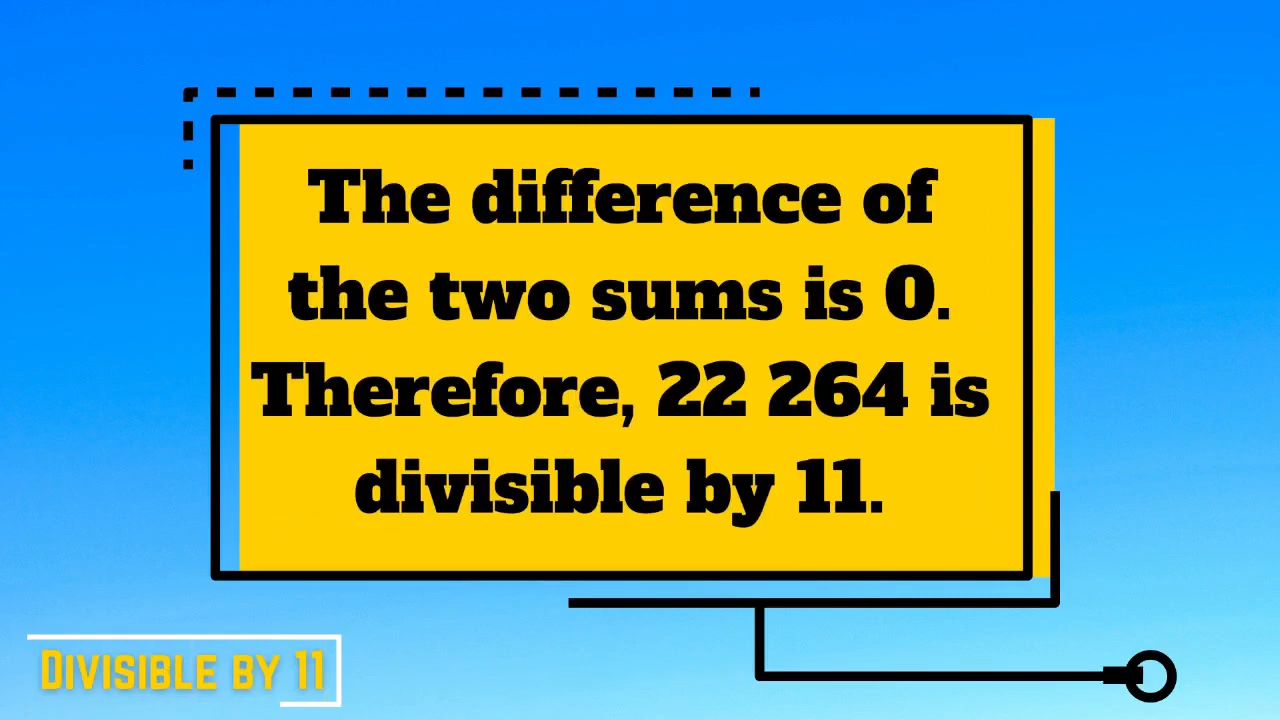 The difference of
the two sums is 0.
Therefore, 22 264 is
divisible by 11.
Divisible by 11